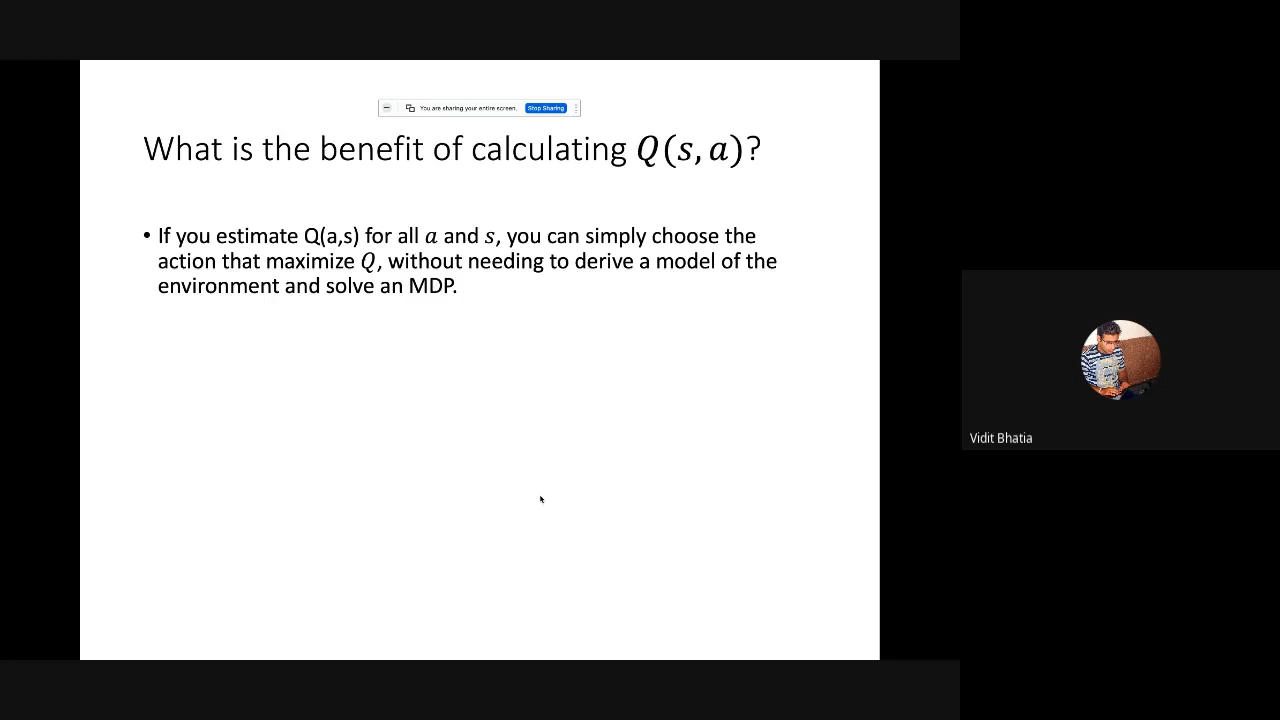 You are sharing your entire screen. Stop Sharing
What is the benefit of calculating Q(s, a)?
• If you estimate Q(a,s) for all a and s, you can simply choose the
action that maximize Q, without needing to derive a model of the
environment and solve an MDP.
Vidit Bhatia